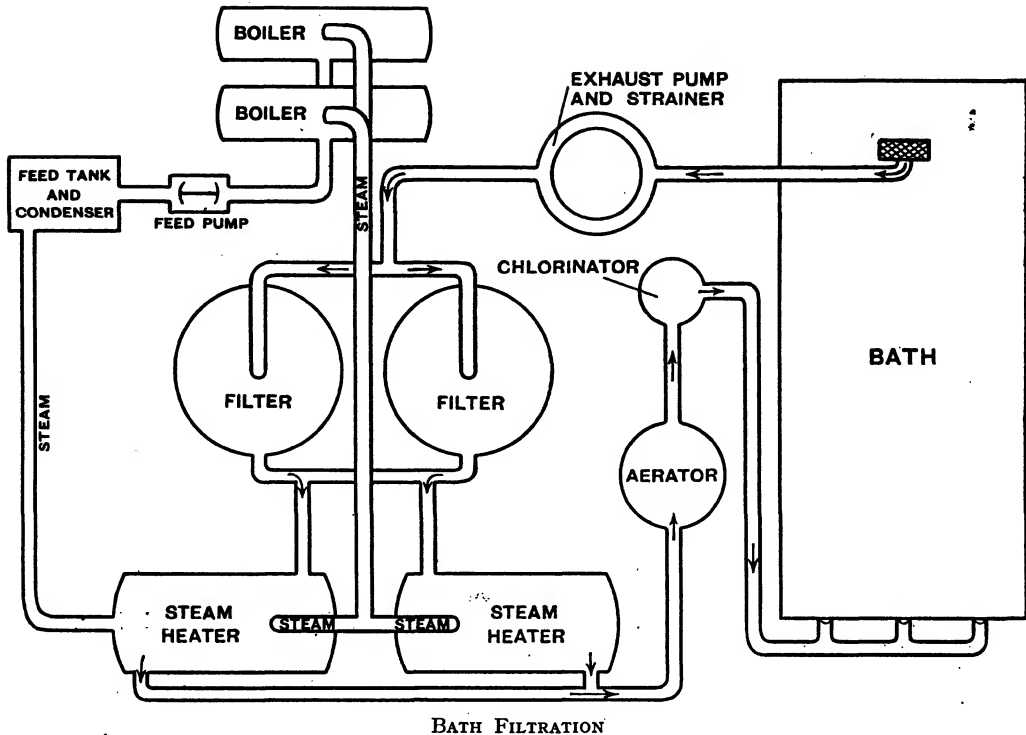 BOILER
BOILER
EXHAUST PUMP
AND STRAINER
FEED TANK
AND
CONDENSER
FEED PUMP
STEAM
CHLORINATOR
BATH
FILTER
FILTER
STEAM
AERATOR
STEAM
HEATER
STEAM
STEAM
STEAM
HEATER
BATH FILTRATION